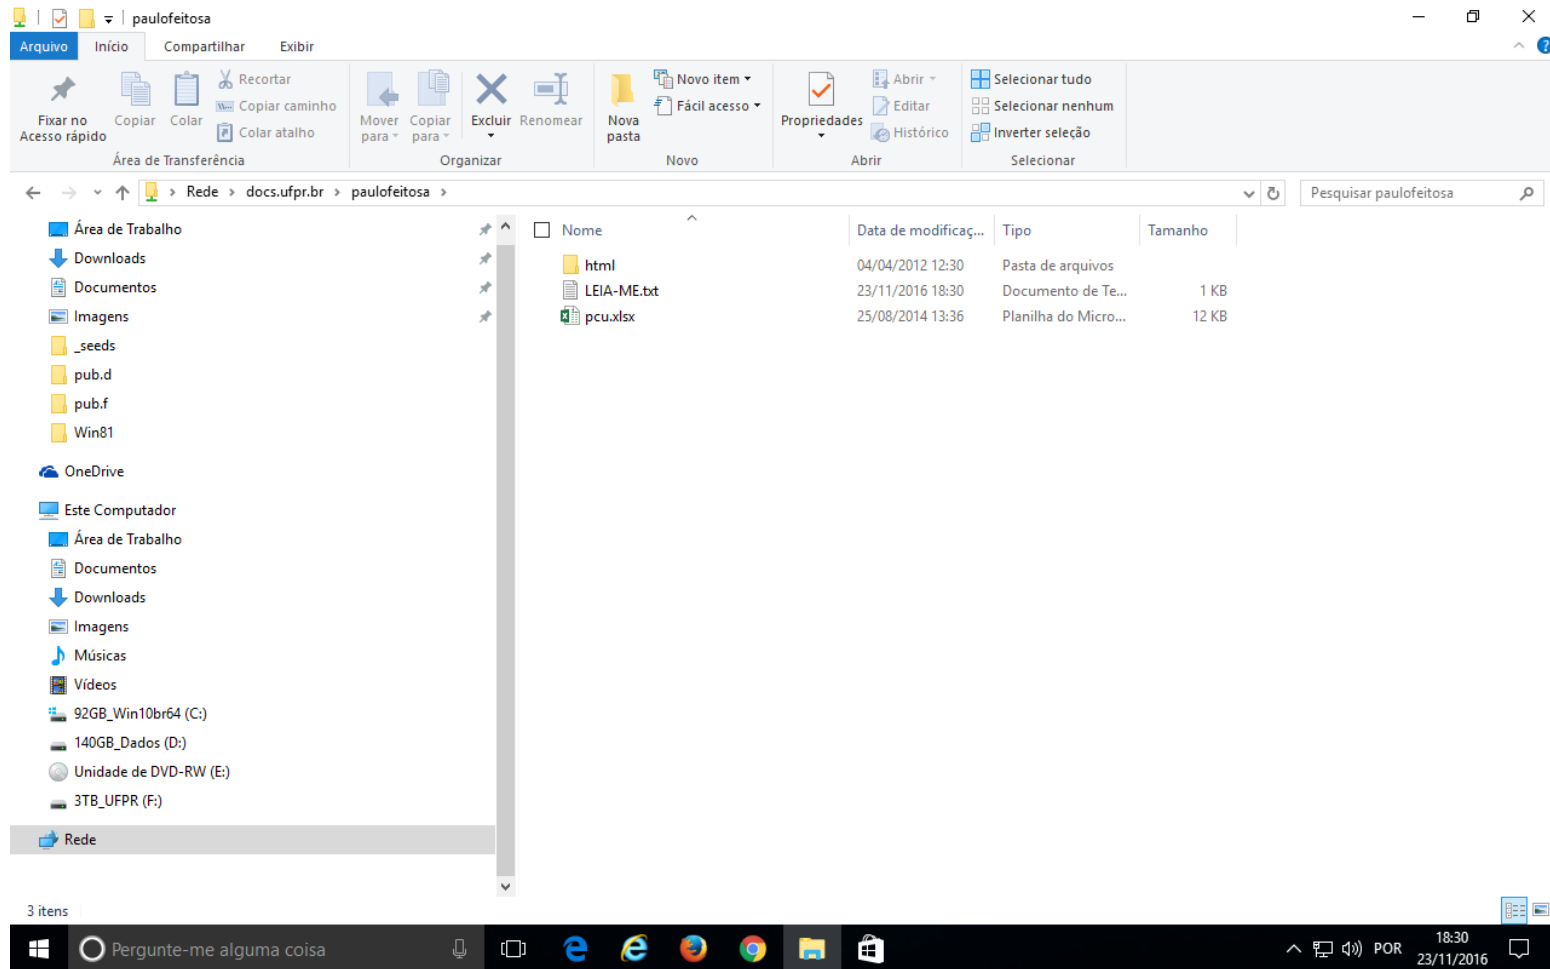 paulofeitosa
Arquivo Início Compartilhar Exibir
Fixar no Acesso rápido
Copiar
Colar
Recortar
Copiar caminho
Colar atalho
Área de Transferência
Mover para
Copiar para
Excluir
Renomear
Organizar
Nova pasta
Novo item
Fácil acesso
Novo
Propriedades
Abrir
Editar
Histórico
Abrir
Selecionar tudo
Selecionar nenhum
Inverter seleção
Selecionar
Rede > docs.ufpr.br > paulofeitosa >
Pesquisar paulofeitosa
Área de Trabalho
Downloads
Documentos
Imagens
_seeds
pub.d
pub.f
Win81
OneDrive
Este Computador
Área de Trabalho
Documentos
Downloads
Imagens
Músicas
Vídeos
92GB_Win10br64 (C:)
140GB_Dados (D:)
Unidade de DVD-RW (E:)
3TB_UFPR (F:)
Rede
Nome Data de modificaç... Tipo Tamanho
html 04/04/2012 12:30 Pasta de arquivos
LEIA-ME.txt 23/11/2016 18:30 Documento de Te... 1 KB
pcu.xlsx 25/08/2014 13:36 Planilha do Micro... 12 KB
3 itens
Pergunte-me alguma coisa
POR
18:30
23/11/2016